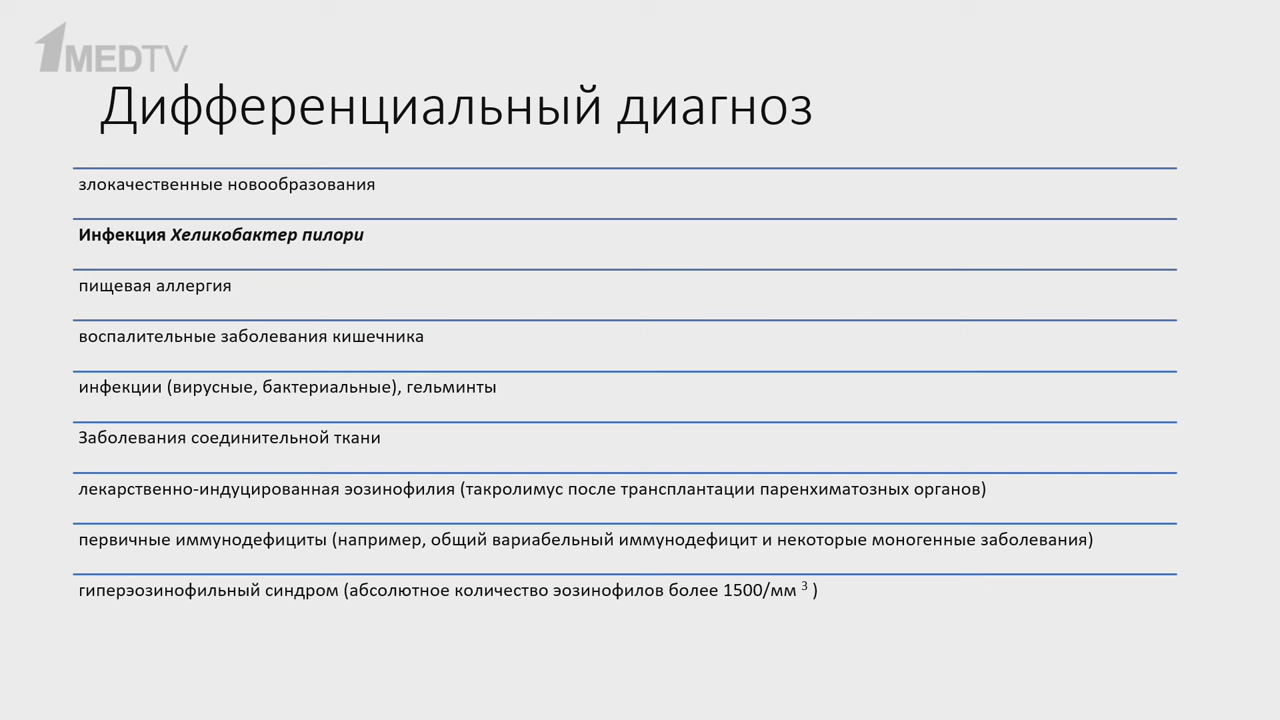 1MEDTV
Дифференциальный диагноз
злокачественные новообразования
Инфекция Хеликобактер пилори
пищевая аллергия
воспалительные заболевания кишечника
инфекции (вирусные, бактериальные), гельминты
Заболевания соединительной ткани
лекарственно-индуцированная эозинофилия (такролимус после трансплантации паренхиматозных органов)
первичные иммунодефициты (например, общий вариабельный иммунодефицит и некоторые моногенные заболевания)
гиперэозинофильный синдром (абсолютное количество эозинофилов более 1500/мм ³ )